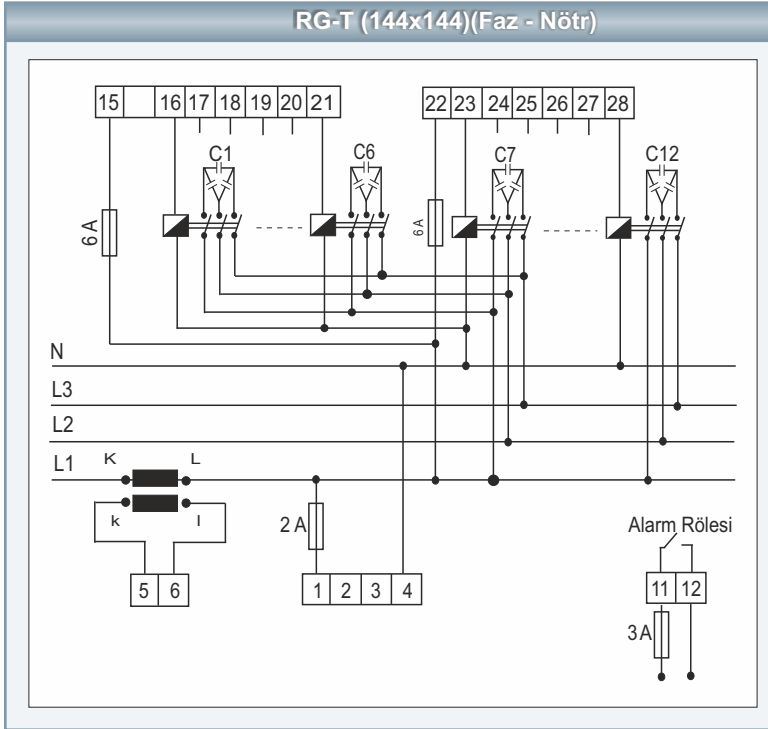 RG-T (144x144)(Faz - Nötr)
15 16 17 18 19 20 21
22 23 24 25 26 27 28
C1 C6 C7 C12
6 A
6 A
N
L3
L2
L1
K L
k l
2 A
5 6
1 2 3 4
Alarm Rölesi
11 12
3 A